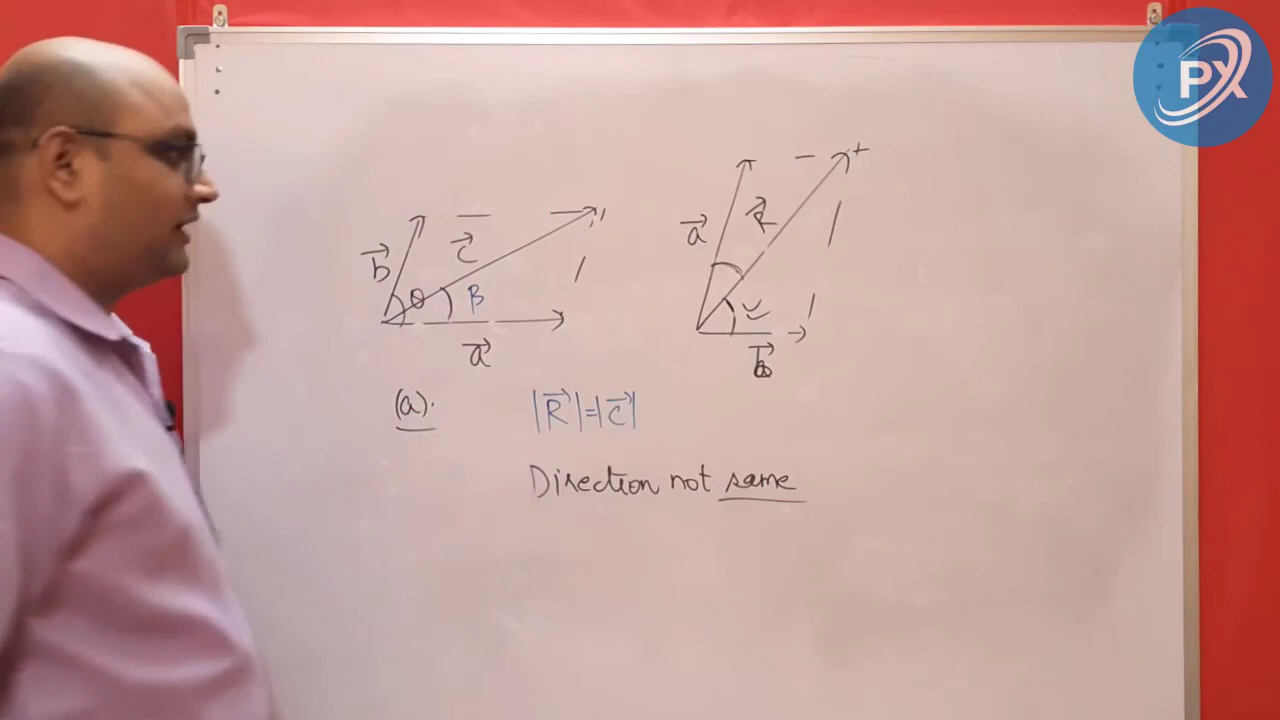 PX
b⃗ c⃗ θ β
a⃗
a⃗ R⃗
b⃗
(a). |R⃗|=|c⃗|
Direction not same